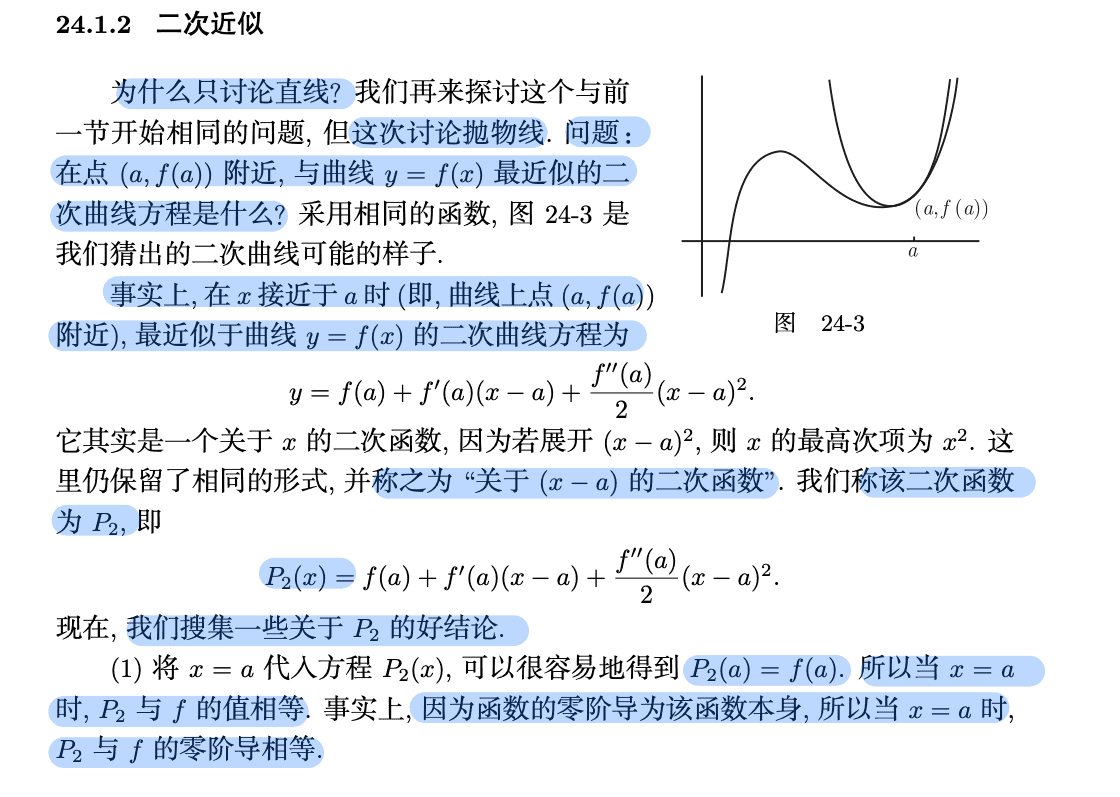 24.1.2 二次近似
为什么只讨论直线? 我们再来探讨这个与前
一节开始相同的问题, 但这次讨论抛物线. 问题:
在点 (a, f(a)) 附近, 与曲线 y = f(x) 最近似的二
次曲线方程是什么? 采用相同的函数, 图 24-3 是
我们猜出的二次曲线可能的样子.
事实上, 在 x 接近于 a 时 (即, 曲线上点 (a, f(a))
附近), 最近似于曲线 y = f(x) 的二次曲线方程为
(a, f (a))
a
图 24-3
y = f(a) + f′(a)(x − a) + f″(a)/2 (x − a)².
它其实是一个关于 x 的二次函数, 因为若展开 (x − a)², 则 x 的最高次项为 x². 这
里仍保留了相同的形式, 并称之为 “关于 (x − a) 的二次函数”. 我们称该二次函数
为 P₂, 即
P₂(x) = f(a) + f′(a)(x − a) + f″(a)/2 (x − a)².
现在, 我们搜集一些关于 P₂ 的好结论.
(1) 将 x = a 代入方程 P₂(x), 可以很容易地得到 P₂(a) = f(a). 所以当 x = a
时, P₂ 与 f 的值相等. 事实上, 因为函数的零阶导为该函数本身, 所以当 x = a 时,
P₂ 与 f 的零阶导相等.